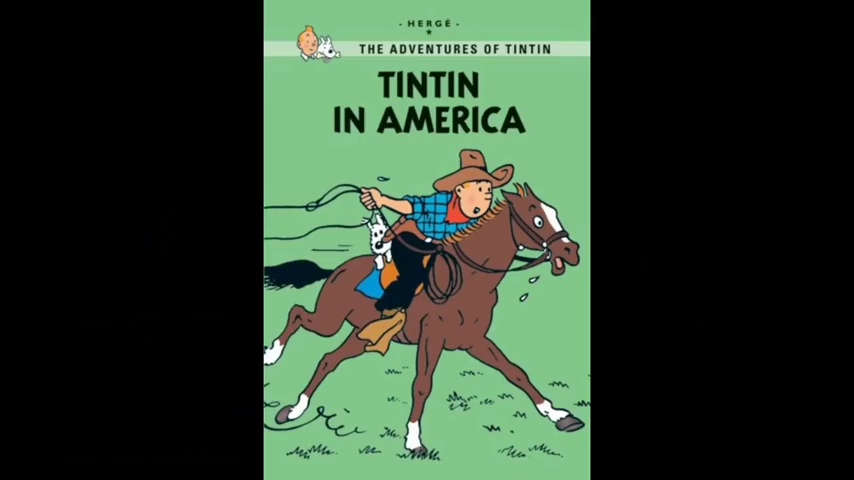 - HERGÉ -
THE ADVENTURES OF TINTIN
TINTIN
IN AMERICA